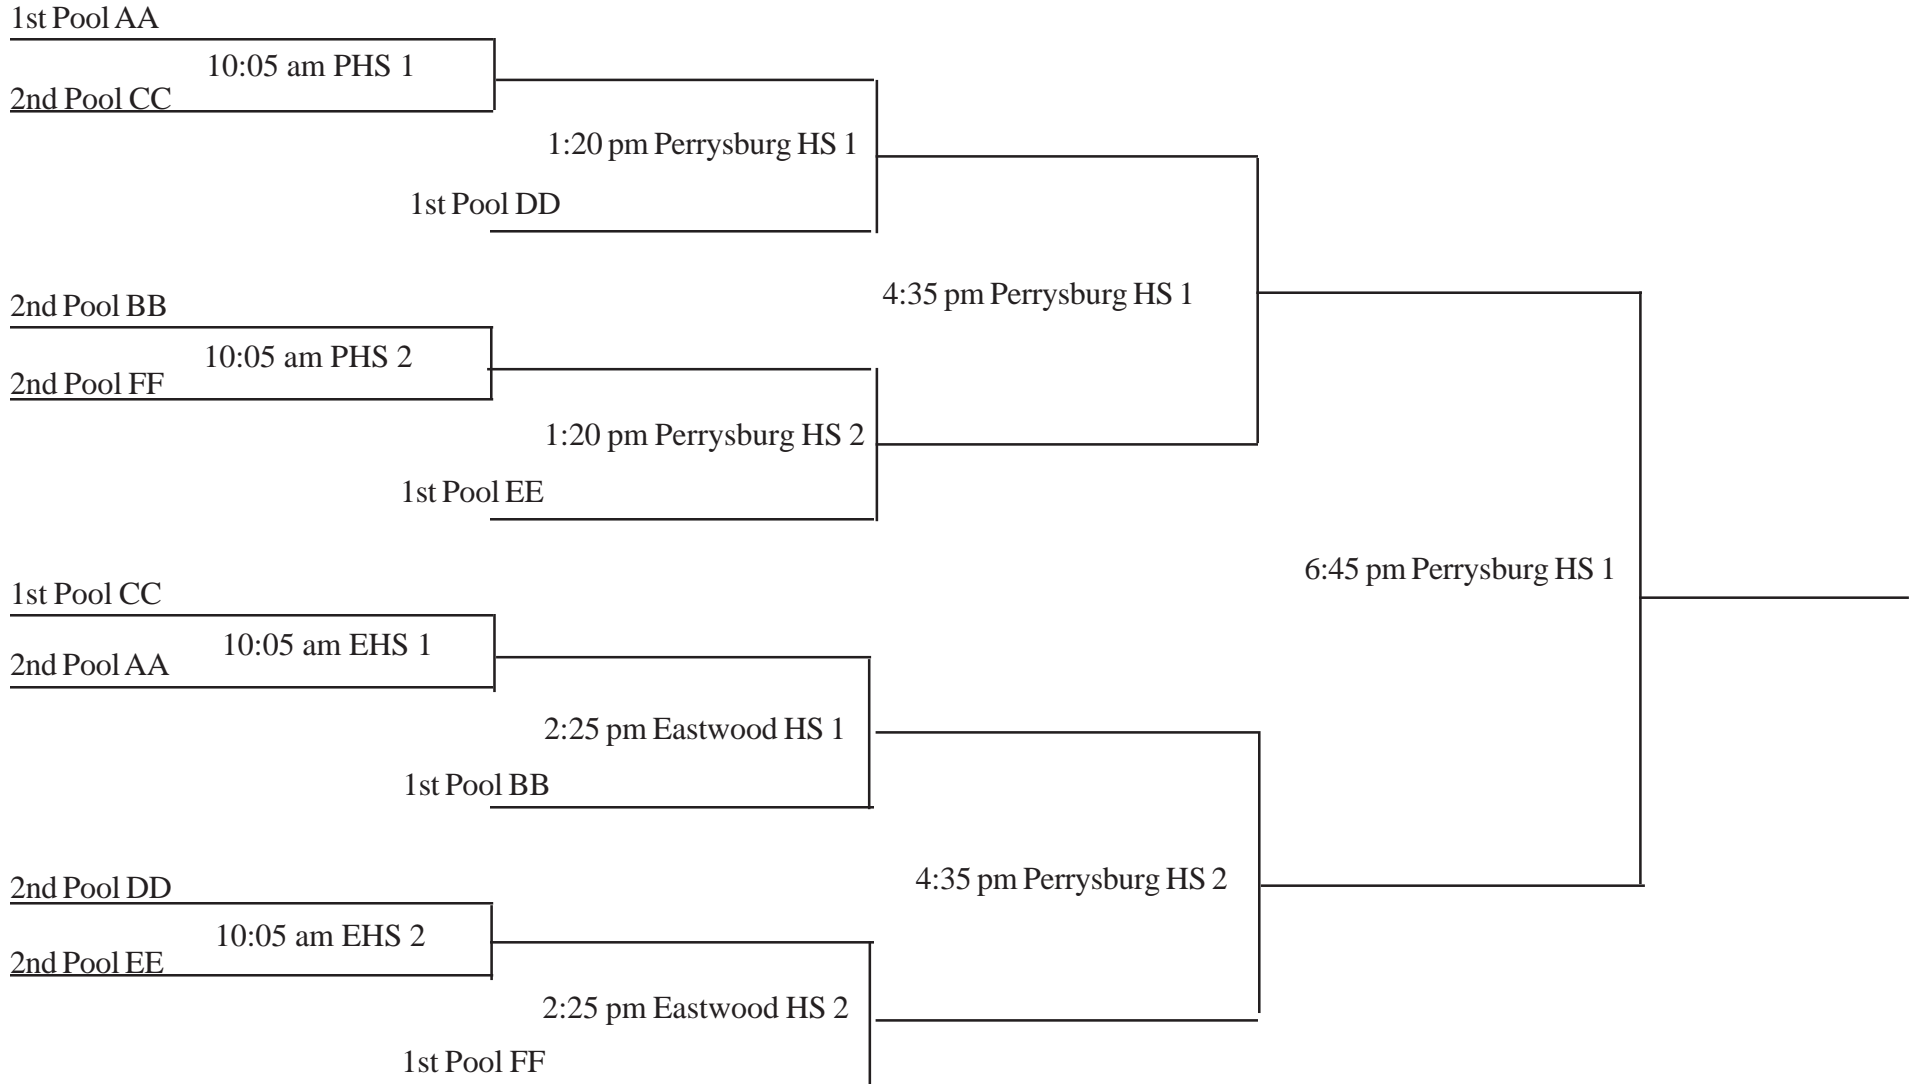 1st Pool AA
10:05 am PHS 1
2nd Pool CC
1:20 pm Perrysburg HS 1
1st Pool DD
4:35 pm Perrysburg HS 1
2nd Pool BB
10:05 am PHS 2
2nd Pool FF
1:20 pm Perrysburg HS 2
1st Pool EE
6:45 pm Perrysburg HS 1
1st Pool CC
10:05 am EHS 1
2nd Pool AA
2:25 pm Eastwood HS 1
1st Pool BB
4:35 pm Perrysburg HS 2
2nd Pool DD
10:05 am EHS 2
2nd Pool EE
2:25 pm Eastwood HS 2
1st Pool FF